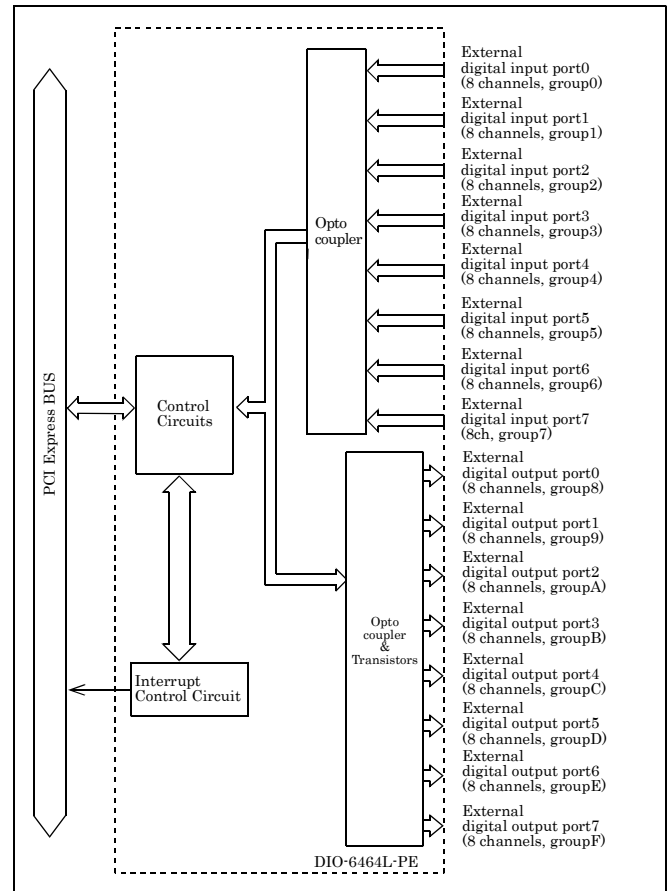 External
digital input port0
(8 channels, group0)
External
digital input port1
(8 channels, group1)
External
digital input port2
(8 channels, group2)
External
digital input port3
(8 channels, group3)
External
digital input port4
(8 channels, group4)
External
digital input port5
(8 channels, group5)
External
digital input port6
(8 channels, group6)
External
digital input port7
(8ch, group7)
Opto
coupler
PCI Express BUS
Control
Circuits
Interrupt
Control Circuit
Opto
coupler
&
Transistors
External
digital output port0
(8 channels, group8)
External
digital output port1
(8 channels, group9)
External
digital output port2
(8 channels, groupA)
External
digital output port3
(8 channels, groupB)
External
digital output port4
(8 channels, groupC)
External
digital output port5
(8 channels, groupD)
External
digital output port6
(8 channels, groupE)
External
digital output port7
(8 channels, groupF)
DIO-6464L-PE